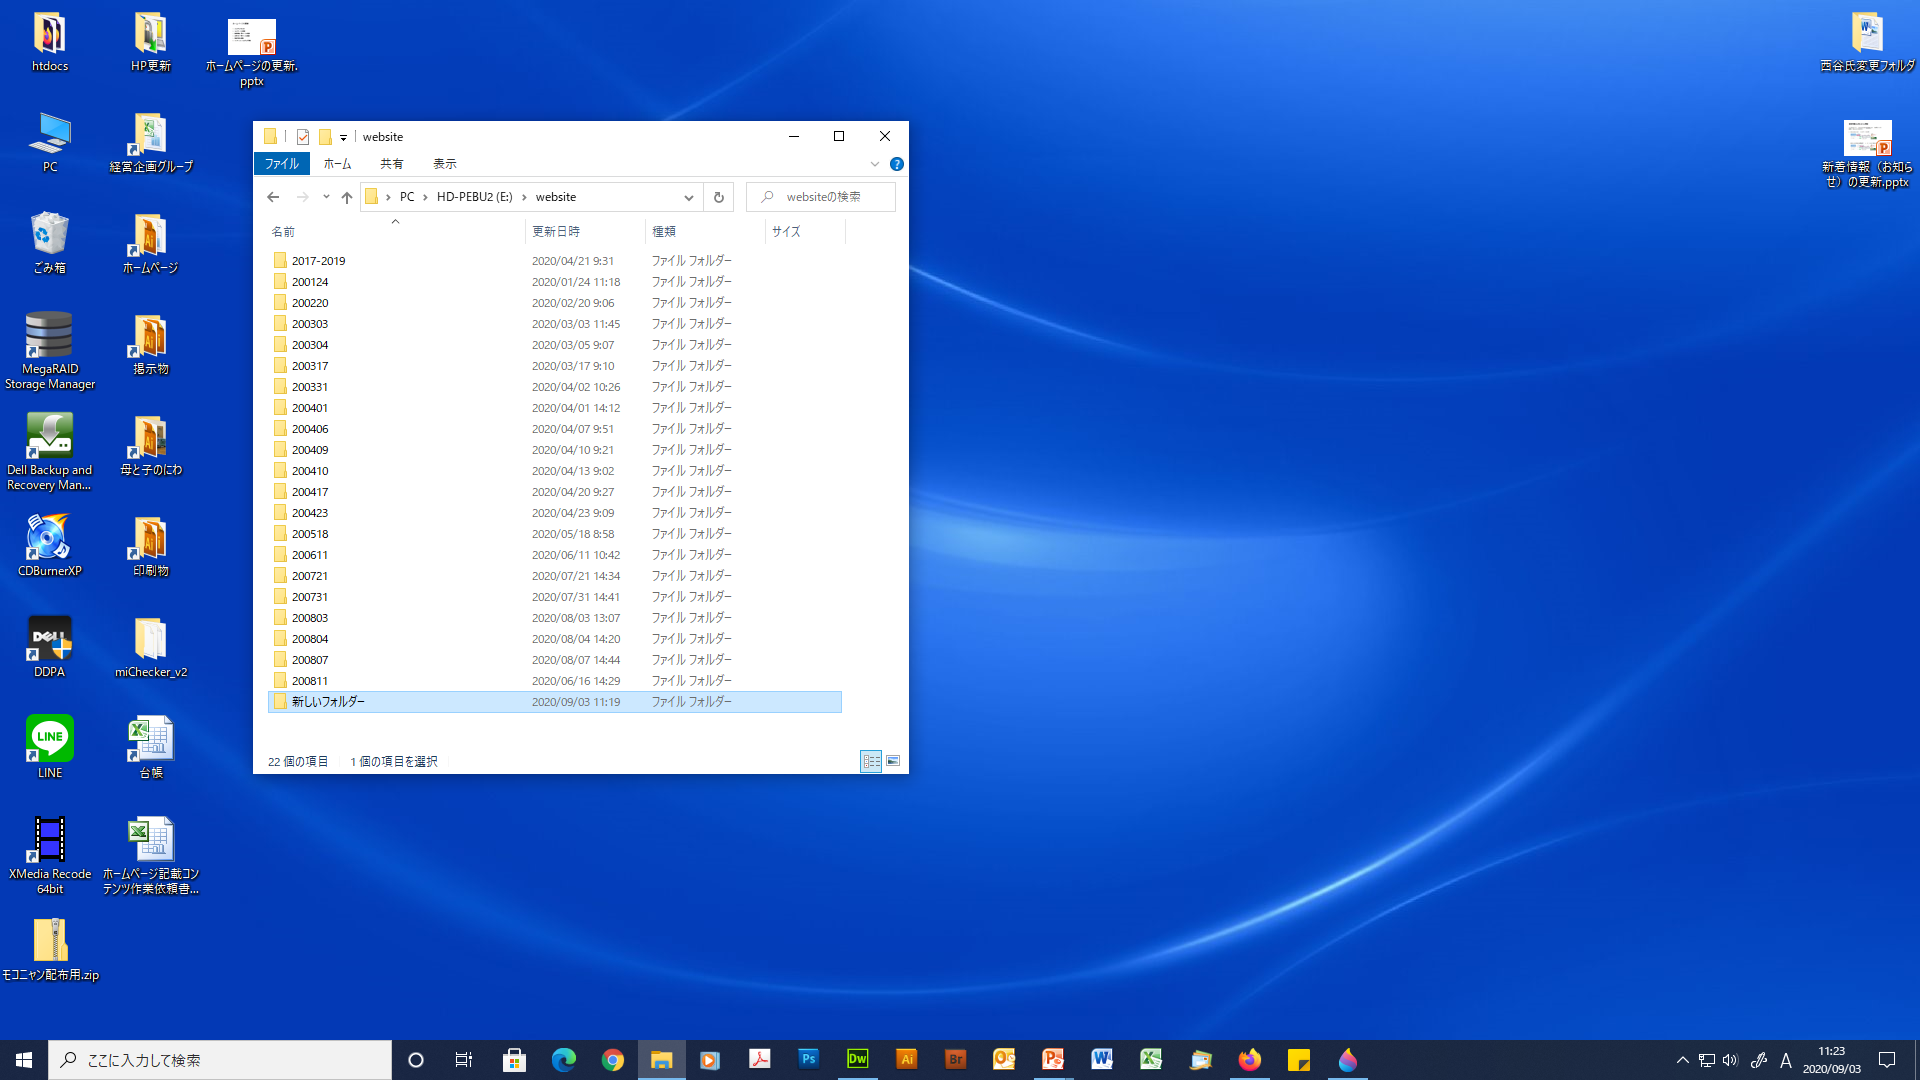 htdocs
HP更新
ホームページの更新.
pptx
西谷氏変更フォルダ
PC
経営企画グループ
新着情報（お知ら
せ）の更新.pptx
ごみ箱
ホームページ
MegaRAID
Storage Manager
掲示物
Dell Backup and
Recovery Man...
母と子のにわ
CDBurnerXP
印刷物
DELL
DDPA
miChecker_v2
LINE
LINE
台帳
XMedia Recode
64bit
ホームページ記載コン
テンツ作業依頼書...
モコニャン配布用.zip
website
ファイル ホーム 共有 表示
PC HD-PEBU2 (E:) website
websiteの検索
名前 更新日時 種類 サイズ
2017-2019 2020/04/21 9:31 ファイル フォルダー
200124 2020/01/24 11:18 ファイル フォルダー
200220 2020/02/20 9:06 ファイル フォルダー
200303 2020/03/03 11:45 ファイル フォルダー
200304 2020/03/05 9:07 ファイル フォルダー
200317 2020/03/17 9:10 ファイル フォルダー
200331 2020/04/02 10:26 ファイル フォルダー
200401 2020/04/01 14:12 ファイル フォルダー
200406 2020/04/07 9:51 ファイル フォルダー
200409 2020/04/10 9:21 ファイル フォルダー
200410 2020/04/13 9:02 ファイル フォルダー
200417 2020/04/20 9:27 ファイル フォルダー
200423 2020/04/23 9:09 ファイル フォルダー
200518 2020/05/18 8:58 ファイル フォルダー
200611 2020/06/11 10:42 ファイル フォルダー
200721 2020/07/21 14:34 ファイル フォルダー
200731 2020/07/31 14:41 ファイル フォルダー
200803 2020/08/03 13:07 ファイル フォルダー
200804 2020/08/04 14:20 ファイル フォルダー
200807 2020/08/07 14:44 ファイル フォルダー
200811 2020/06/16 14:29 ファイル フォルダー
新しいフォルダー 2020/09/03 11:19 ファイル フォルダー
22 個の項目 1 個の項目を選択
ここに入力して検索
Ps Dw Ai Br
A
11:23
2020/09/03